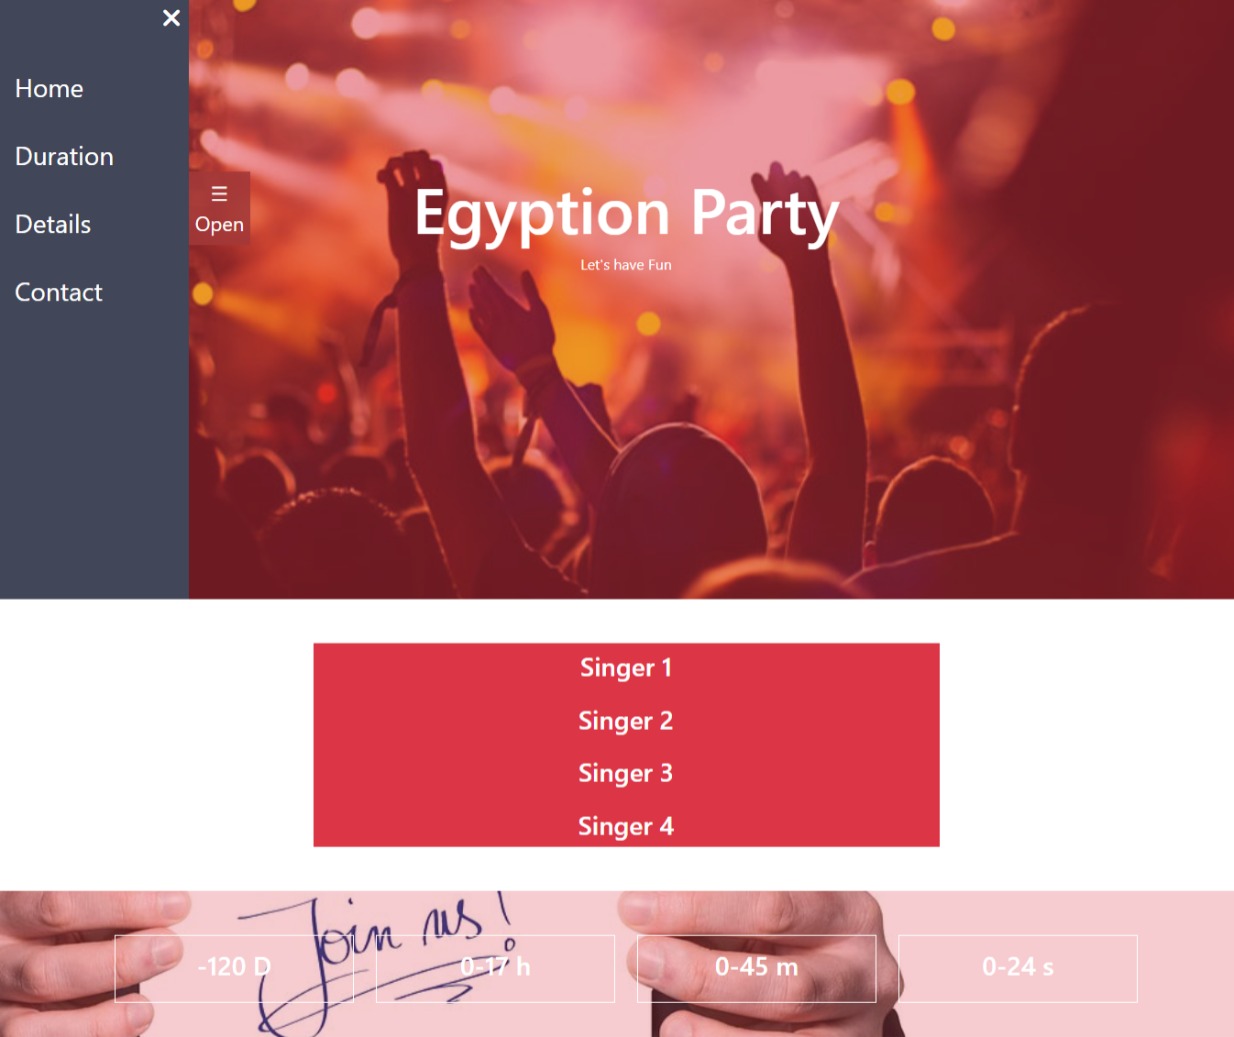 Home
Duration
Details
Contact
Open
Egyption Party
Let's have Fun
Singer 1
Singer 2
Singer 3
Singer 4
Join us!
-120 D
0-17 h
0-45 m
0-24 s